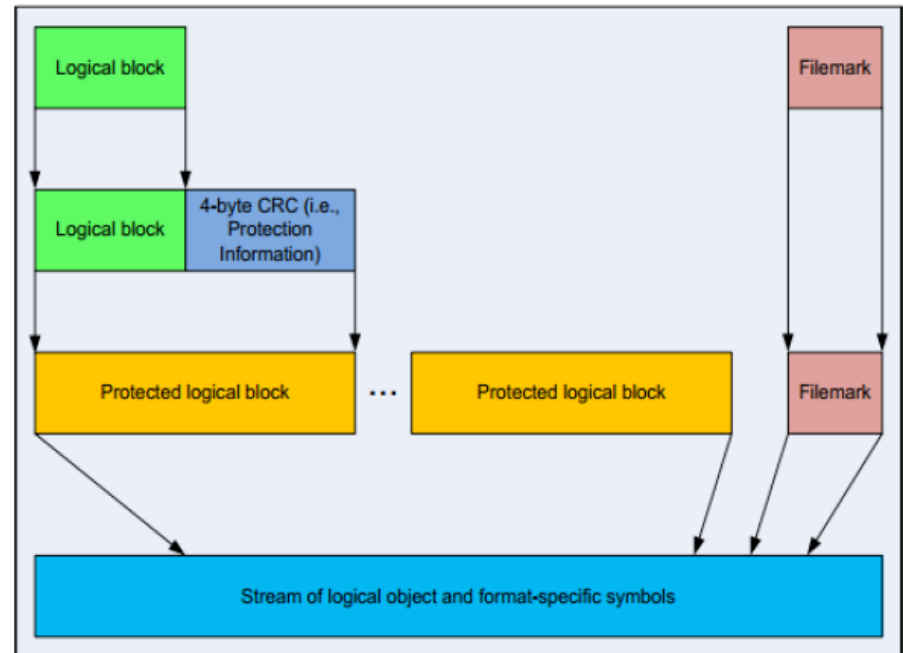 Logical block
Filemark
Logical block
4-byte CRC (i.e.,
Protection
Information)
Protected logical block
...
Protected logical block
Filemark
Stream of logical object and format-specific symbols